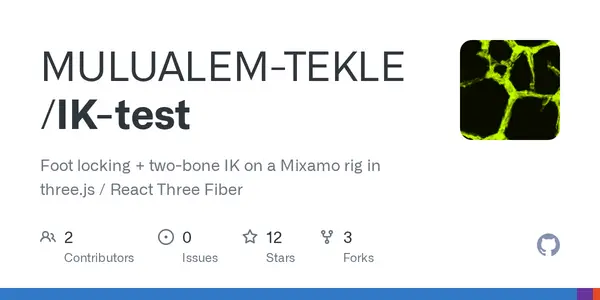 MULUALEM-TEKLE
/IK-test
Foot locking + two-bone IK on a Mixamo rig in
three.js / React Three Fiber
2
Contributors
0
Issues
12
Stars
3
Forks